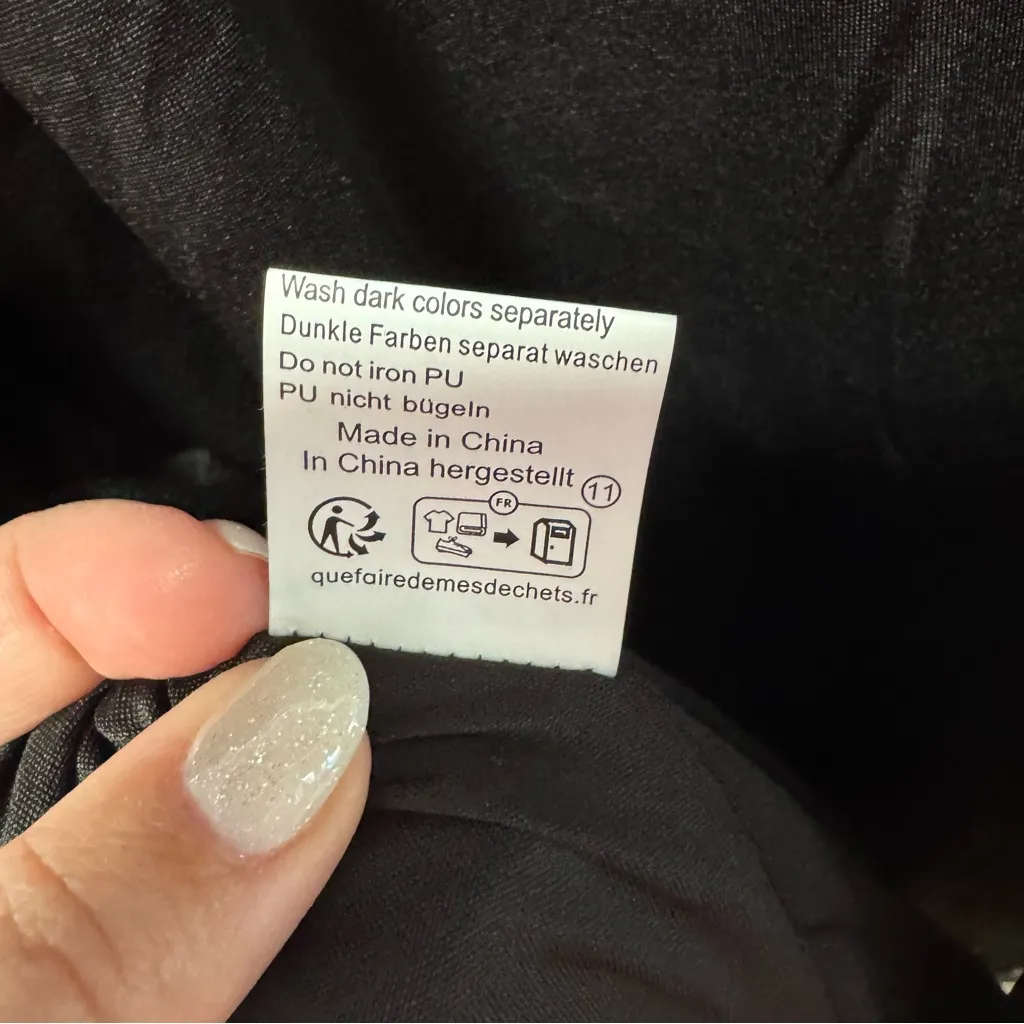 Wash dark colors separately
Dunkle Farben separat waschen
Do not iron PU
PU nicht bügeln
Made in China
In China hergestellt
11
FR
quefairedemesdechets.fr